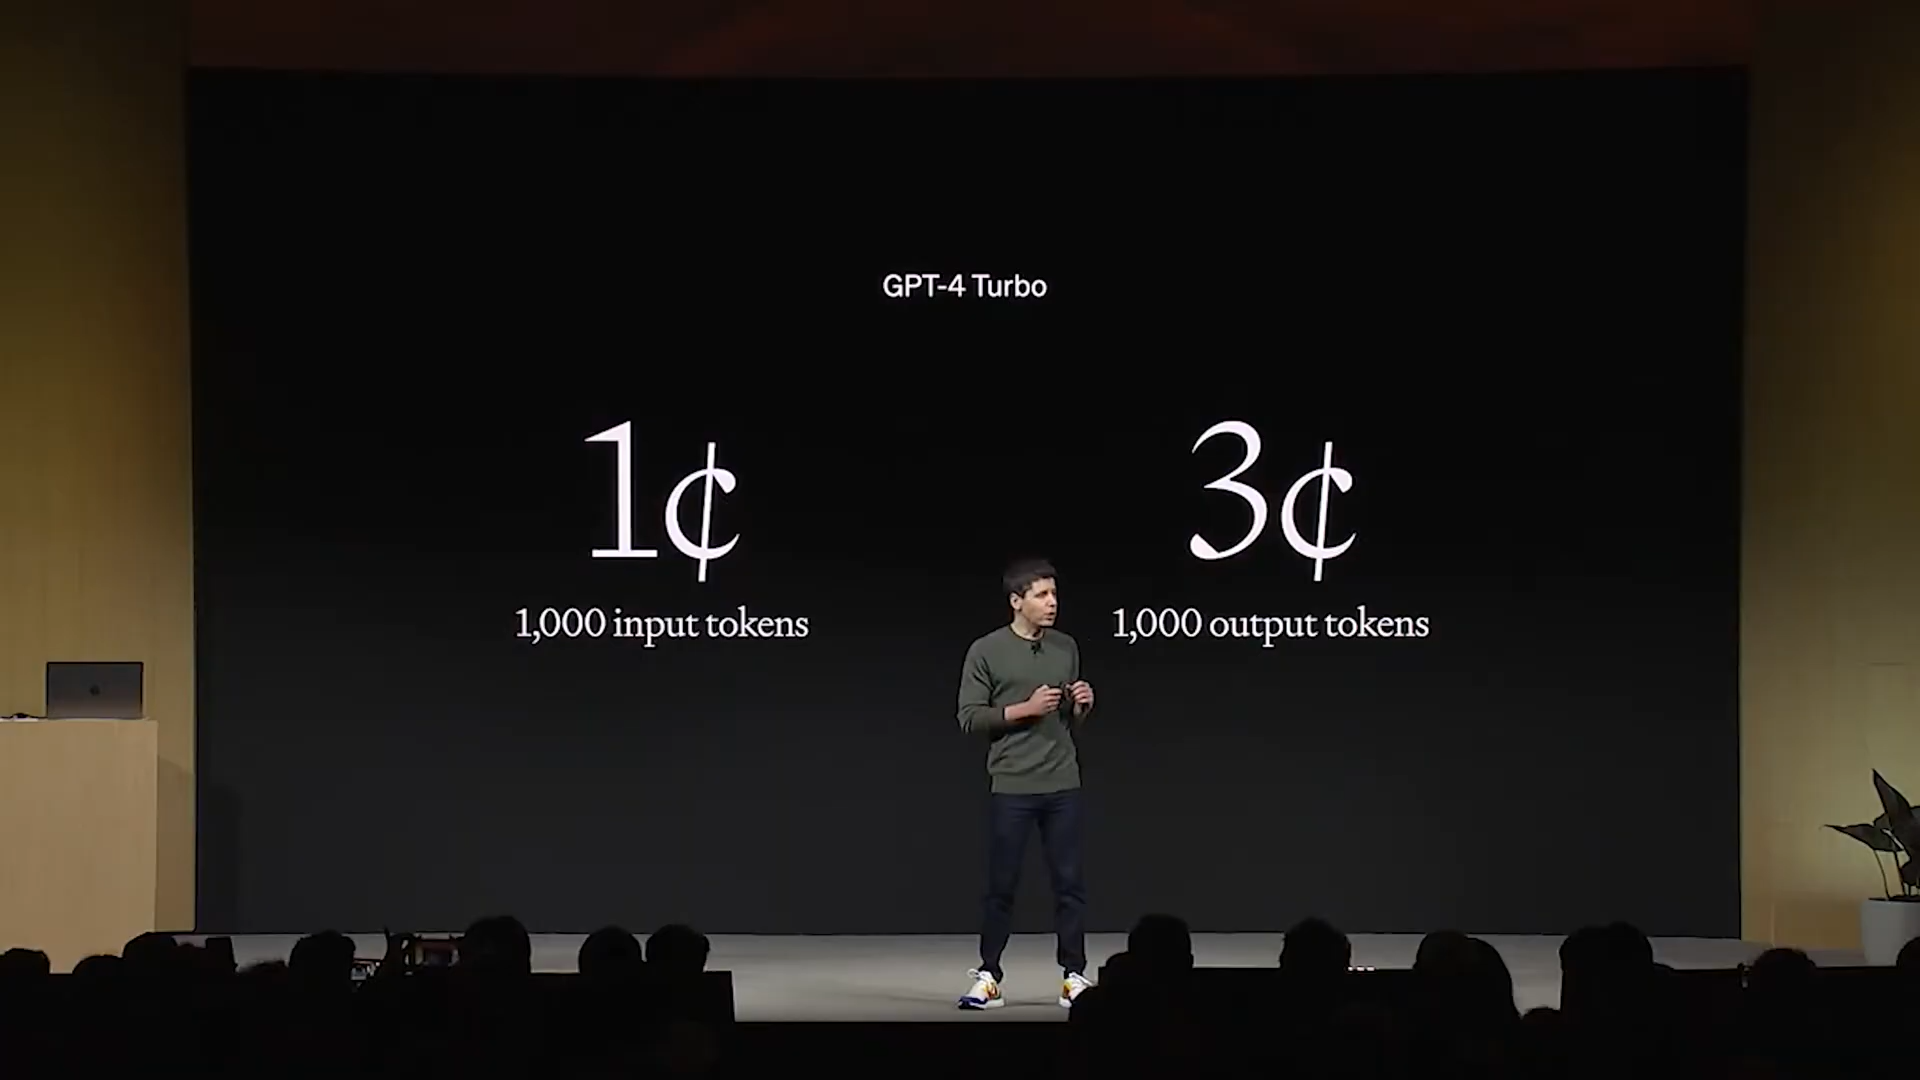 GPT-4 Turbo
1¢
1,000 input tokens
3¢
1,000 output tokens